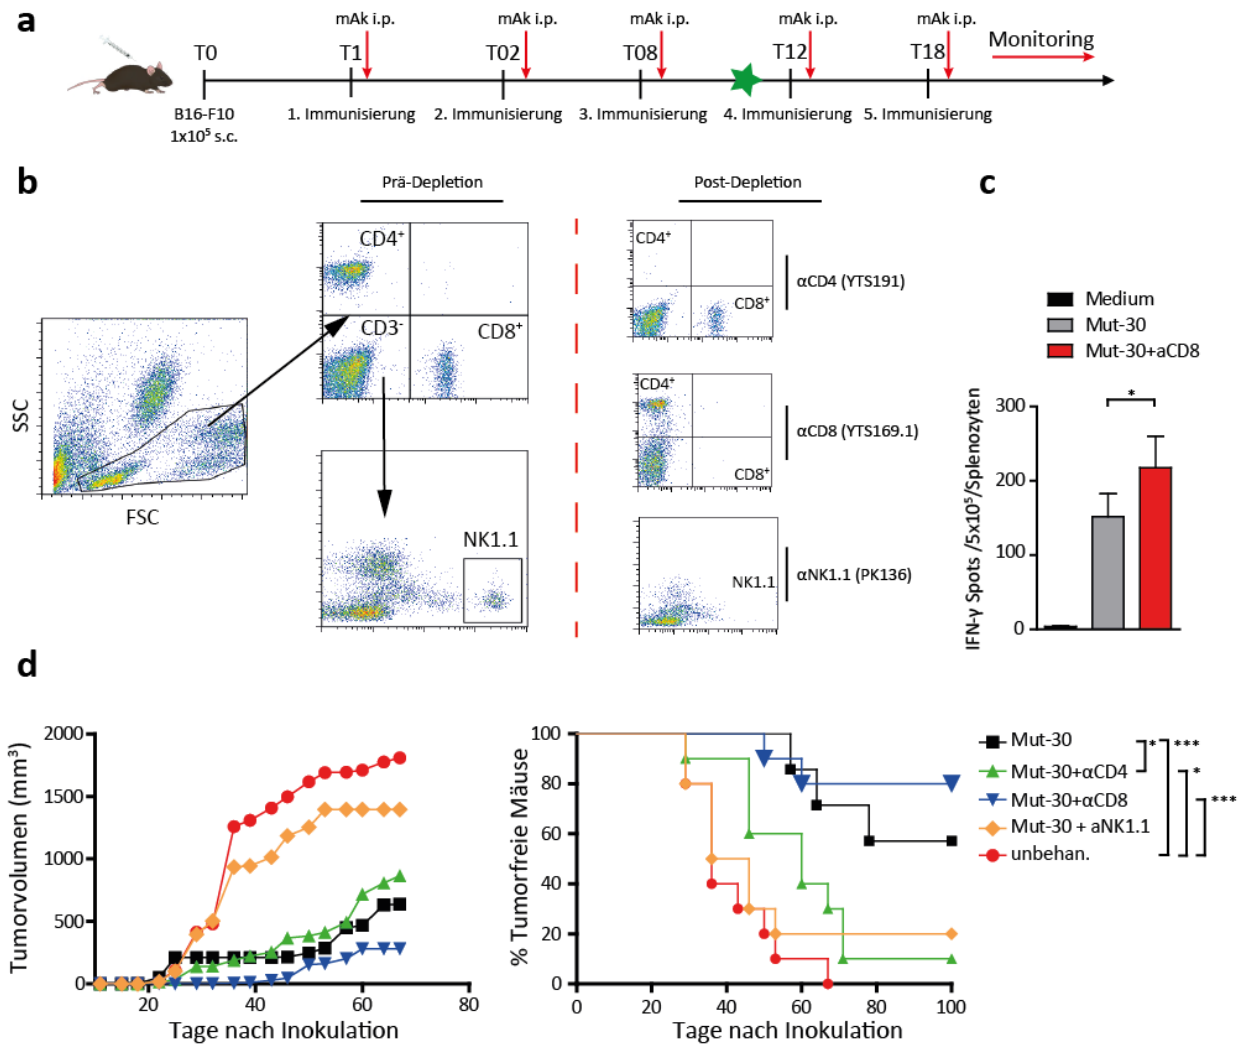 a
mAk i.p.
mAk i.p.
mAk i.p.
mAk i.p.
mAk i.p.
T0
T1
T02
T08
T12
T18
Monitoring
B16-F10
1x10⁵ s.c.
1. Immunisierung
2. Immunisierung
3. Immunisierung
4. Immunisierung
5. Immunisierung
b
Prä-Depletion
Post-Depletion
SSC
FSC
CD4⁺
CD3⁻
CD8⁺
NK1.1
CD4⁺
CD8⁺
αCD4 (YTS191)
CD4⁺
CD8⁺
αCD8 (YTS169.1)
NK1.1
αNK1.1 (PK136)
c
Medium
Mut-30
Mut-30+aCD8
IFN-γ Spots /5x10⁵/Splenozyten
300
200
100
0
*
d
Tumorvolumen (mm³)
2000
1500
1000
500
0
20
40
60
80
Tage nach Inokulation
% Tumorfreie Mäuse
100
80
60
40
20
0
0
20
40
60
80
100
Tage nach Inokulation
Mut-30
Mut-30+αCD4
Mut-30+αCD8
Mut-30 + aNK1.1
unbehan.
*
***
*
***